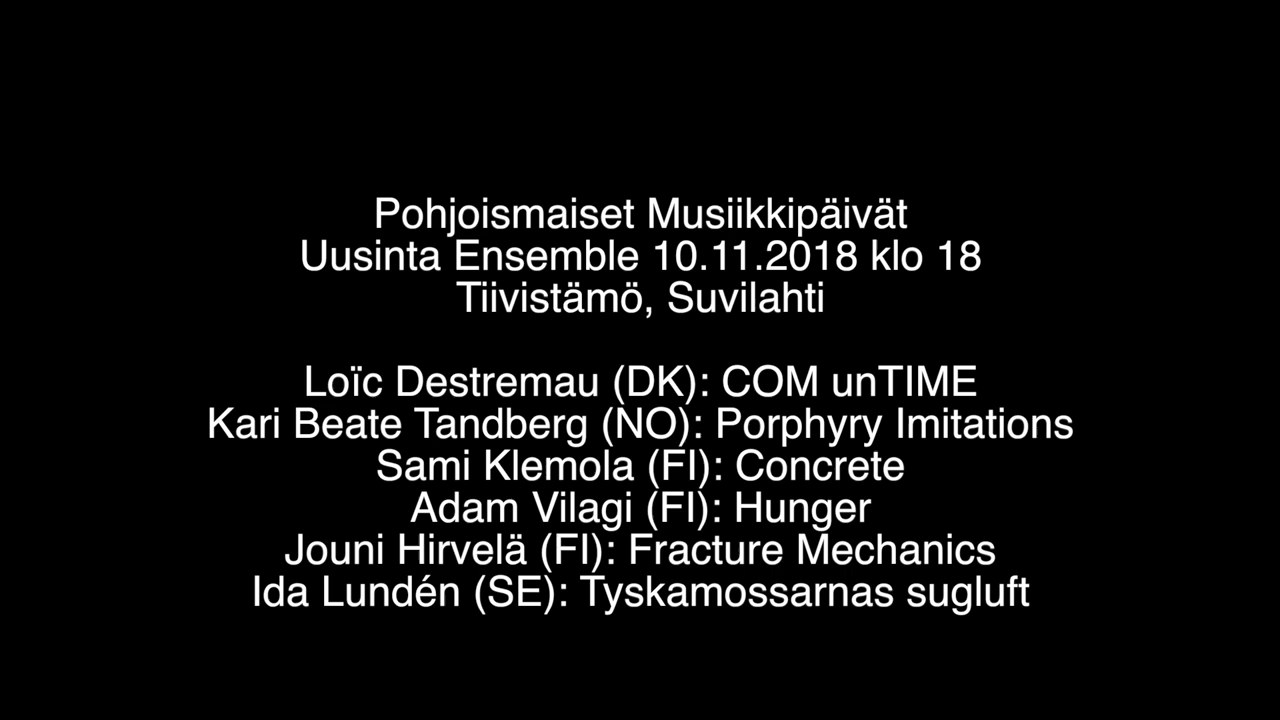 Pohjoismaiset Musiikkipäivät
Uusinta Ensemble 10.11.2018 klo 18
Tiivistämö, Suvilahti
Loïc Destremau (DK): COM unTIME
Kari Beate Tandberg (NO): Porphyry Imitations
Sami Klemola (FI): Concrete
Adam Vilagi (FI): Hunger
Jouni Hirvelä (FI): Fracture Mechanics
Ida Lundén (SE): Tyskamossarnas sugluft